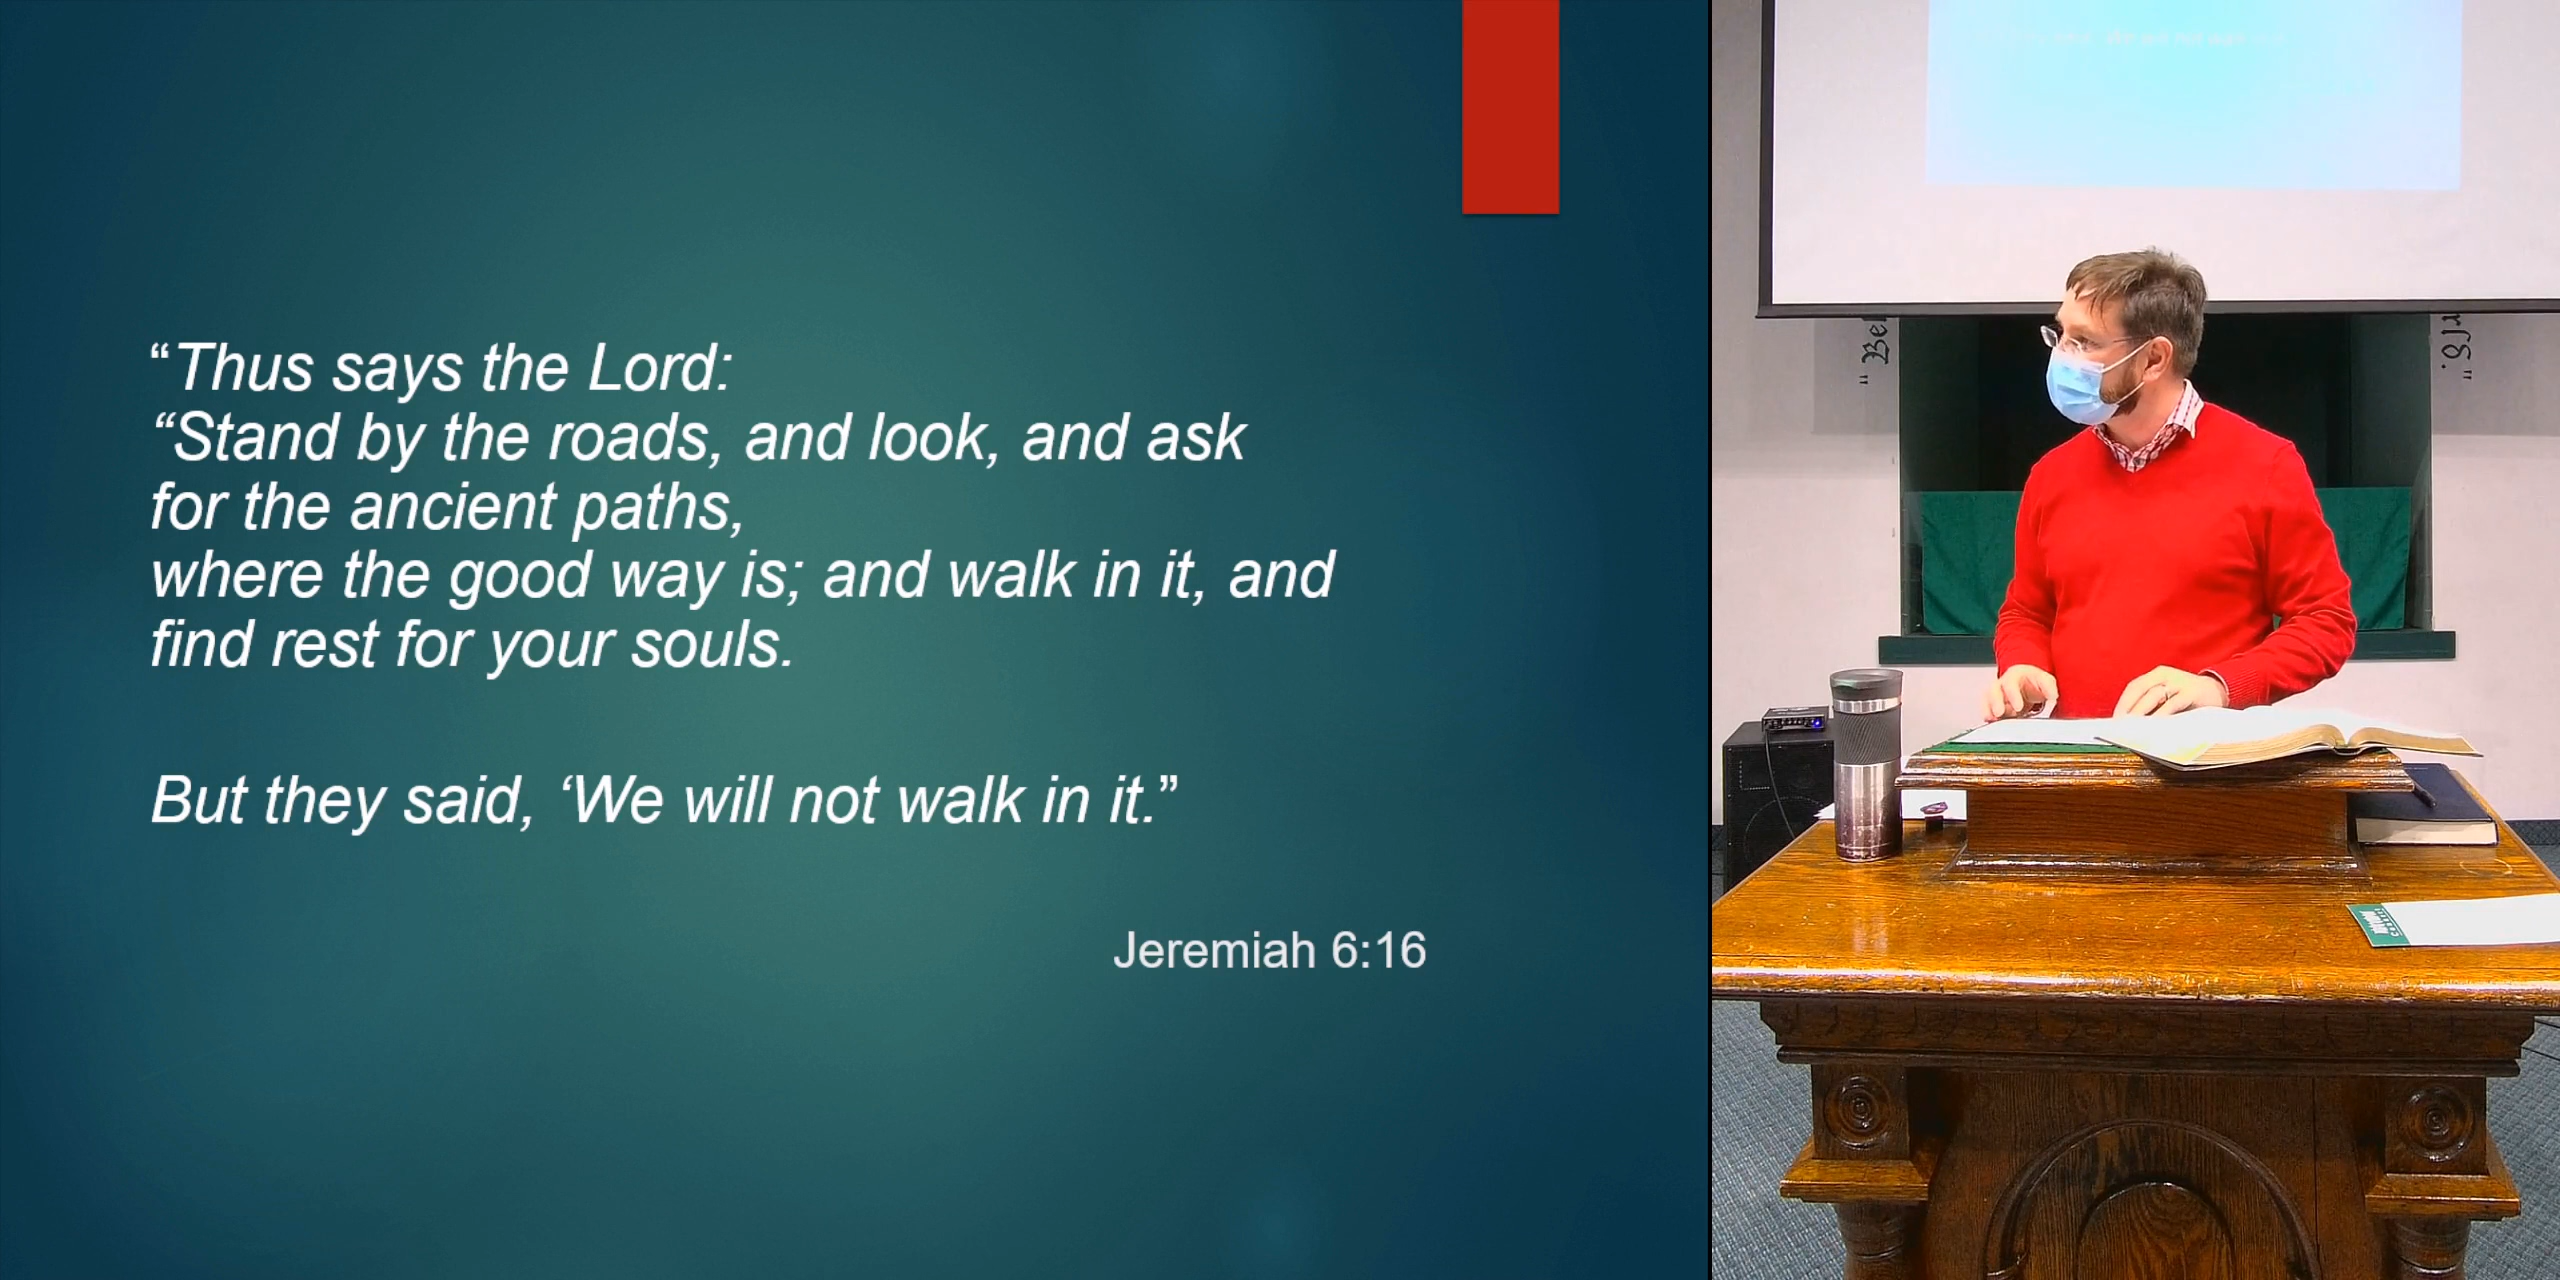 “Thus says the Lord:
“Stand by the roads, and look, and ask
for the ancient paths,
where the good way is; and walk in it, and
find rest for your souls.
But they said, ‘We will not walk in it.”
Jeremiah 6:16
"Be
rts."